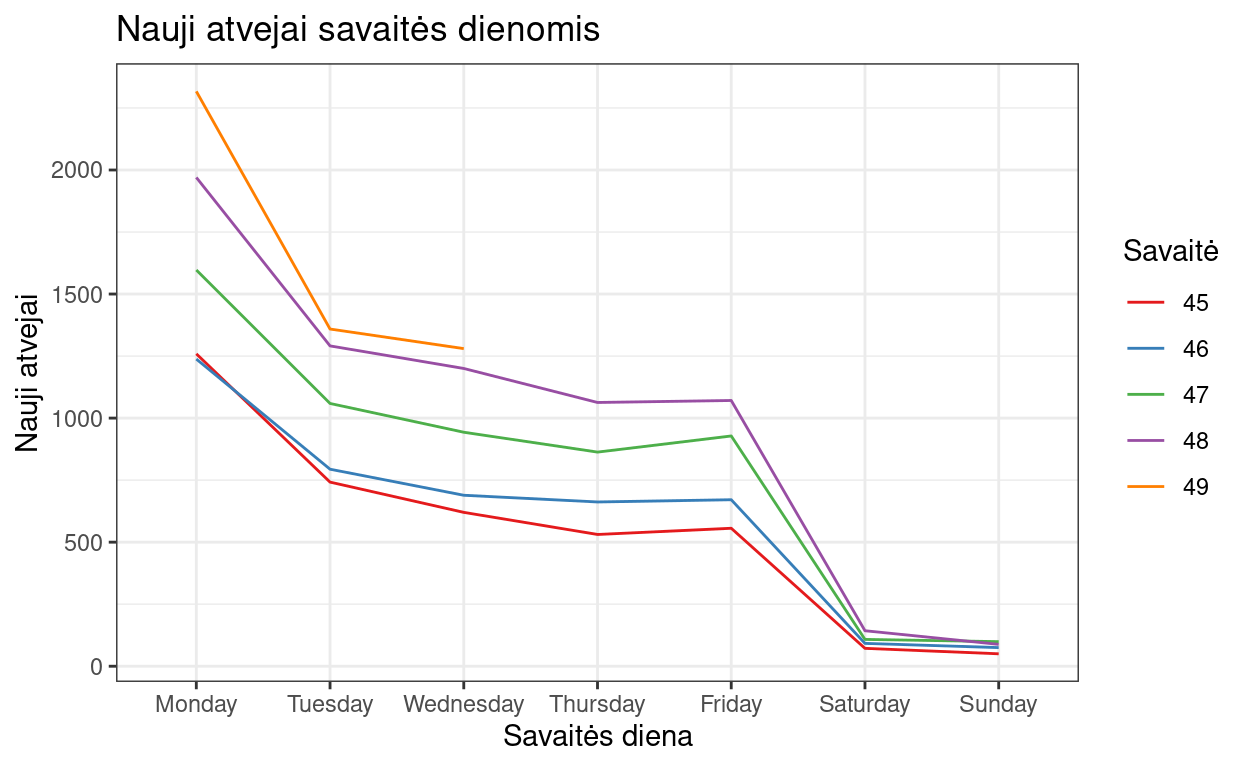 Nauji atvejai savaitės dienomis
Nauji atvejai
2000
1500
1000
500
0
Monday Tuesday Wednesday Thursday Friday Saturday Sunday
Savaitės diena
Savaitė
45
46
47
48
49